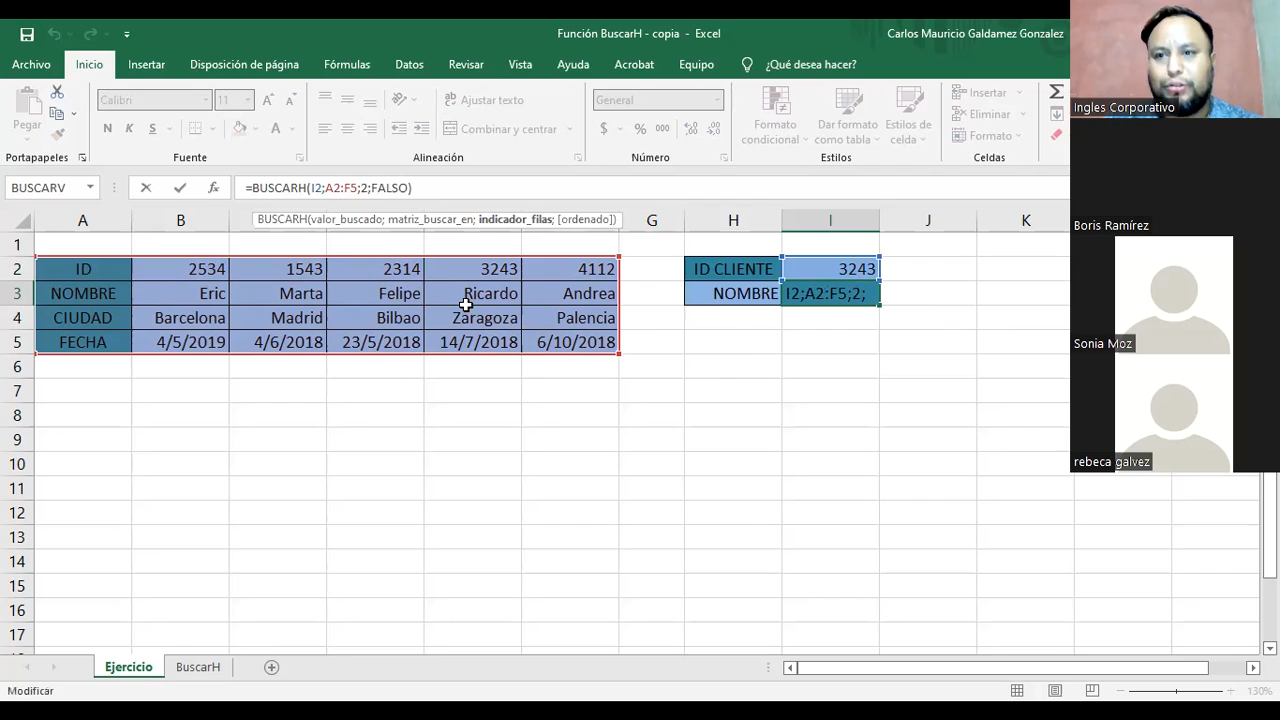 Función BuscarH - copia - Excel
Carlos Mauricio Galdamez Gonzalez
Archivo Inicio Insertar Disposición de página Fórmulas Datos Revisar Vista Ayuda Acrobat Equipo ¿Qué desea hacer?
Pegar
Calibri 11 A A
N K S A
Ajustar texto
Combinar y centrar
General
$ % 000
Formato condicional
Dar formato como tabla
Estilos de celda
Insertar
Eliminar
Formato
Portapapeles Fuente Alineación Número Estilos Celdas
BUSCARV =BUSCARH(I2;A2:F5;2;FALSO)
BUSCARH(valor_buscado; matriz_buscar_en; indicador_filas; [ordenado])
A B G H I J K
1
2 ID 2534 1543 2314 3243 4112 ID CLIENTE 3243
3 NOMBRE Eric Marta Felipe Ricardo Andrea NOMBRE I2;A2:F5;2;
4 CIUDAD Barcelona Madrid Bilbao Zaragoza Palencia
5 FECHA 4/5/2019 4/6/2018 23/5/2018 14/7/2018 6/10/2018
6
7
8
9
10
11
12
13
14
15
16
17
Ejercicio BuscarH
Modificar
130%
Ingles Corporativo
Boris Ramírez
Sonia Moz
rebeca galvez